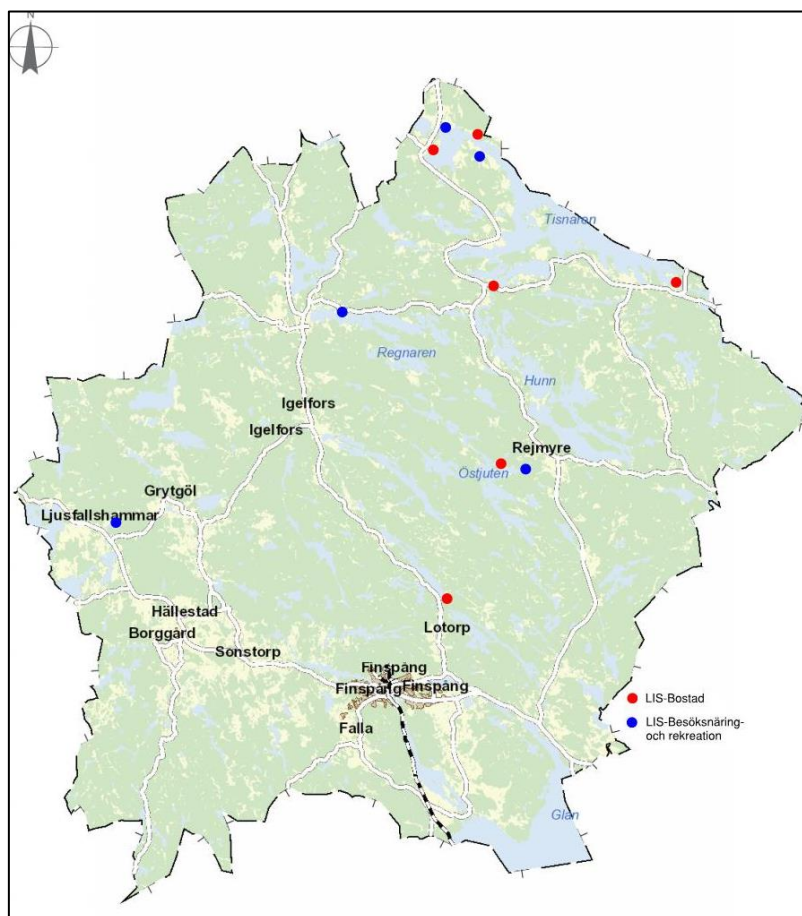 N
Tisnaren
Regnaren
Hunn
Igelfors
Igelfors
Rejmyre
Östjuten
Grytgöl
Ljusfallshammar
Hällestad
Lotorp
Borggård
Sonstorp
Finspång
Finspång
Finspång
LIS-Bostad
LIS-Besöksnäring-
och rekreation
Falla
Glan